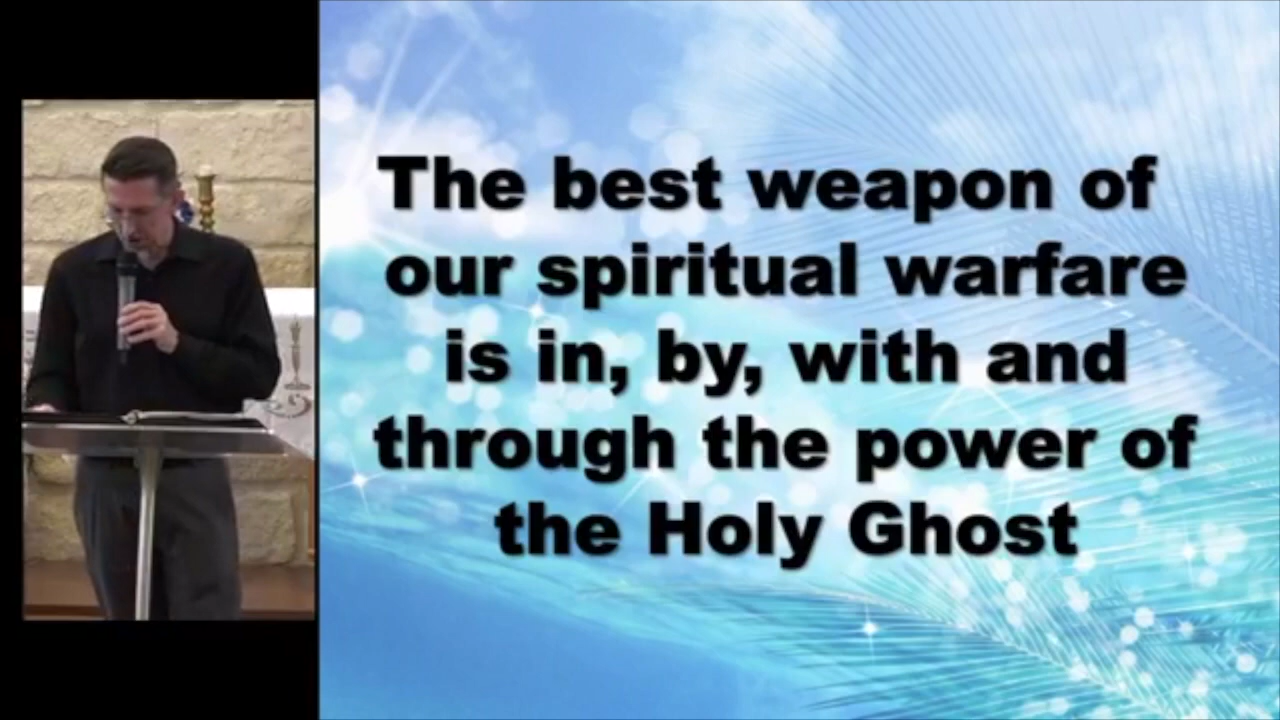 The best weapon of
our spiritual warfare
is in, by, with and
through the power of
the Holy Ghost